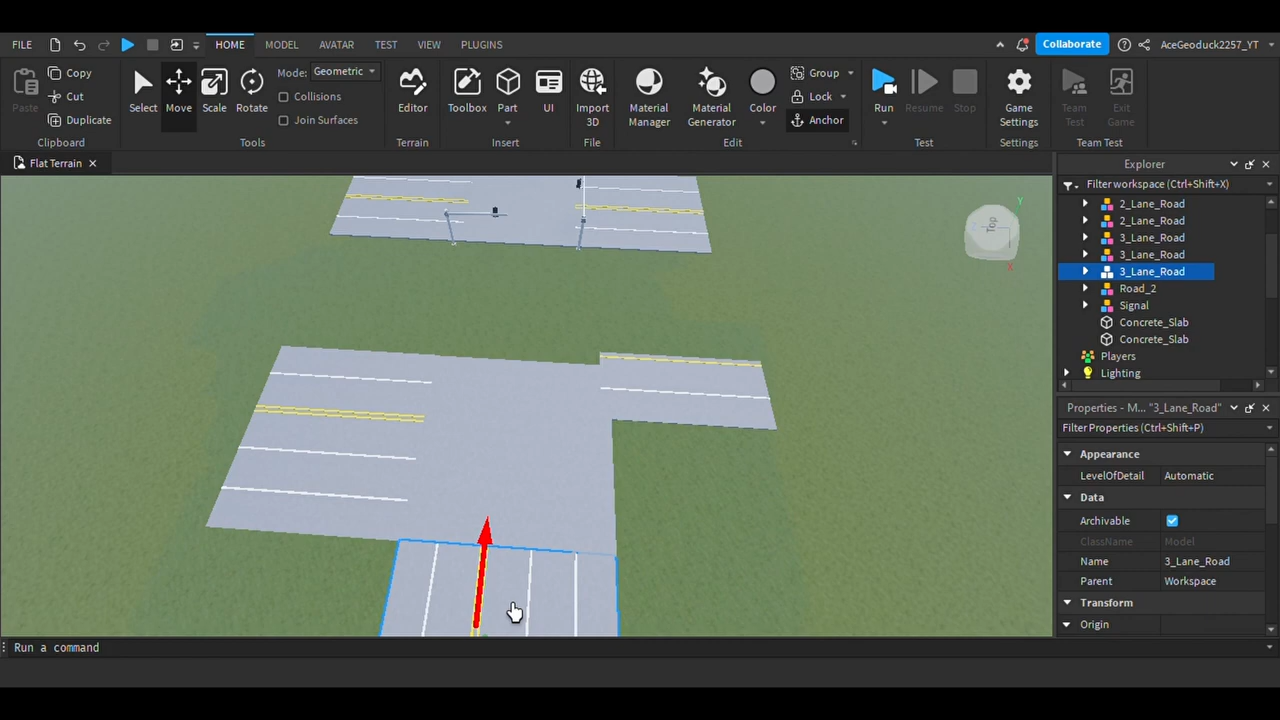 FILE HOME MODEL AVATAR TEST VIEW PLUGINS Collaborate AceGeoduck2257_YT
Paste Copy Cut Duplicate Clipboard
Select Move Scale Rotate Mode: Geometric Collisions Join Surfaces Tools
Editor Terrain
Toolbox Part UI Insert
Import 3D File
Material Manager Material Generator Color Group Lock Anchor Edit
Run Resume Stop Test
Game Settings Settings
Team Test Exit Game Team Test
Flat Terrain
Top
Y
X
Explorer
Filter workspace (Ctrl+Shift+X)
2_Lane_Road
2_Lane_Road
3_Lane_Road
3_Lane_Road
3_Lane_Road
Road_2
Signal
Concrete_Slab
Concrete_Slab
Players
Lighting
Properties - M... "3_Lane_Road"
Filter Properties (Ctrl+Shift+P)
Appearance
LevelOfDetail Automatic
Data
Archivable
ClassName Model
Name 3_Lane_Road
Parent Workspace
Transform
Origin
Run a command